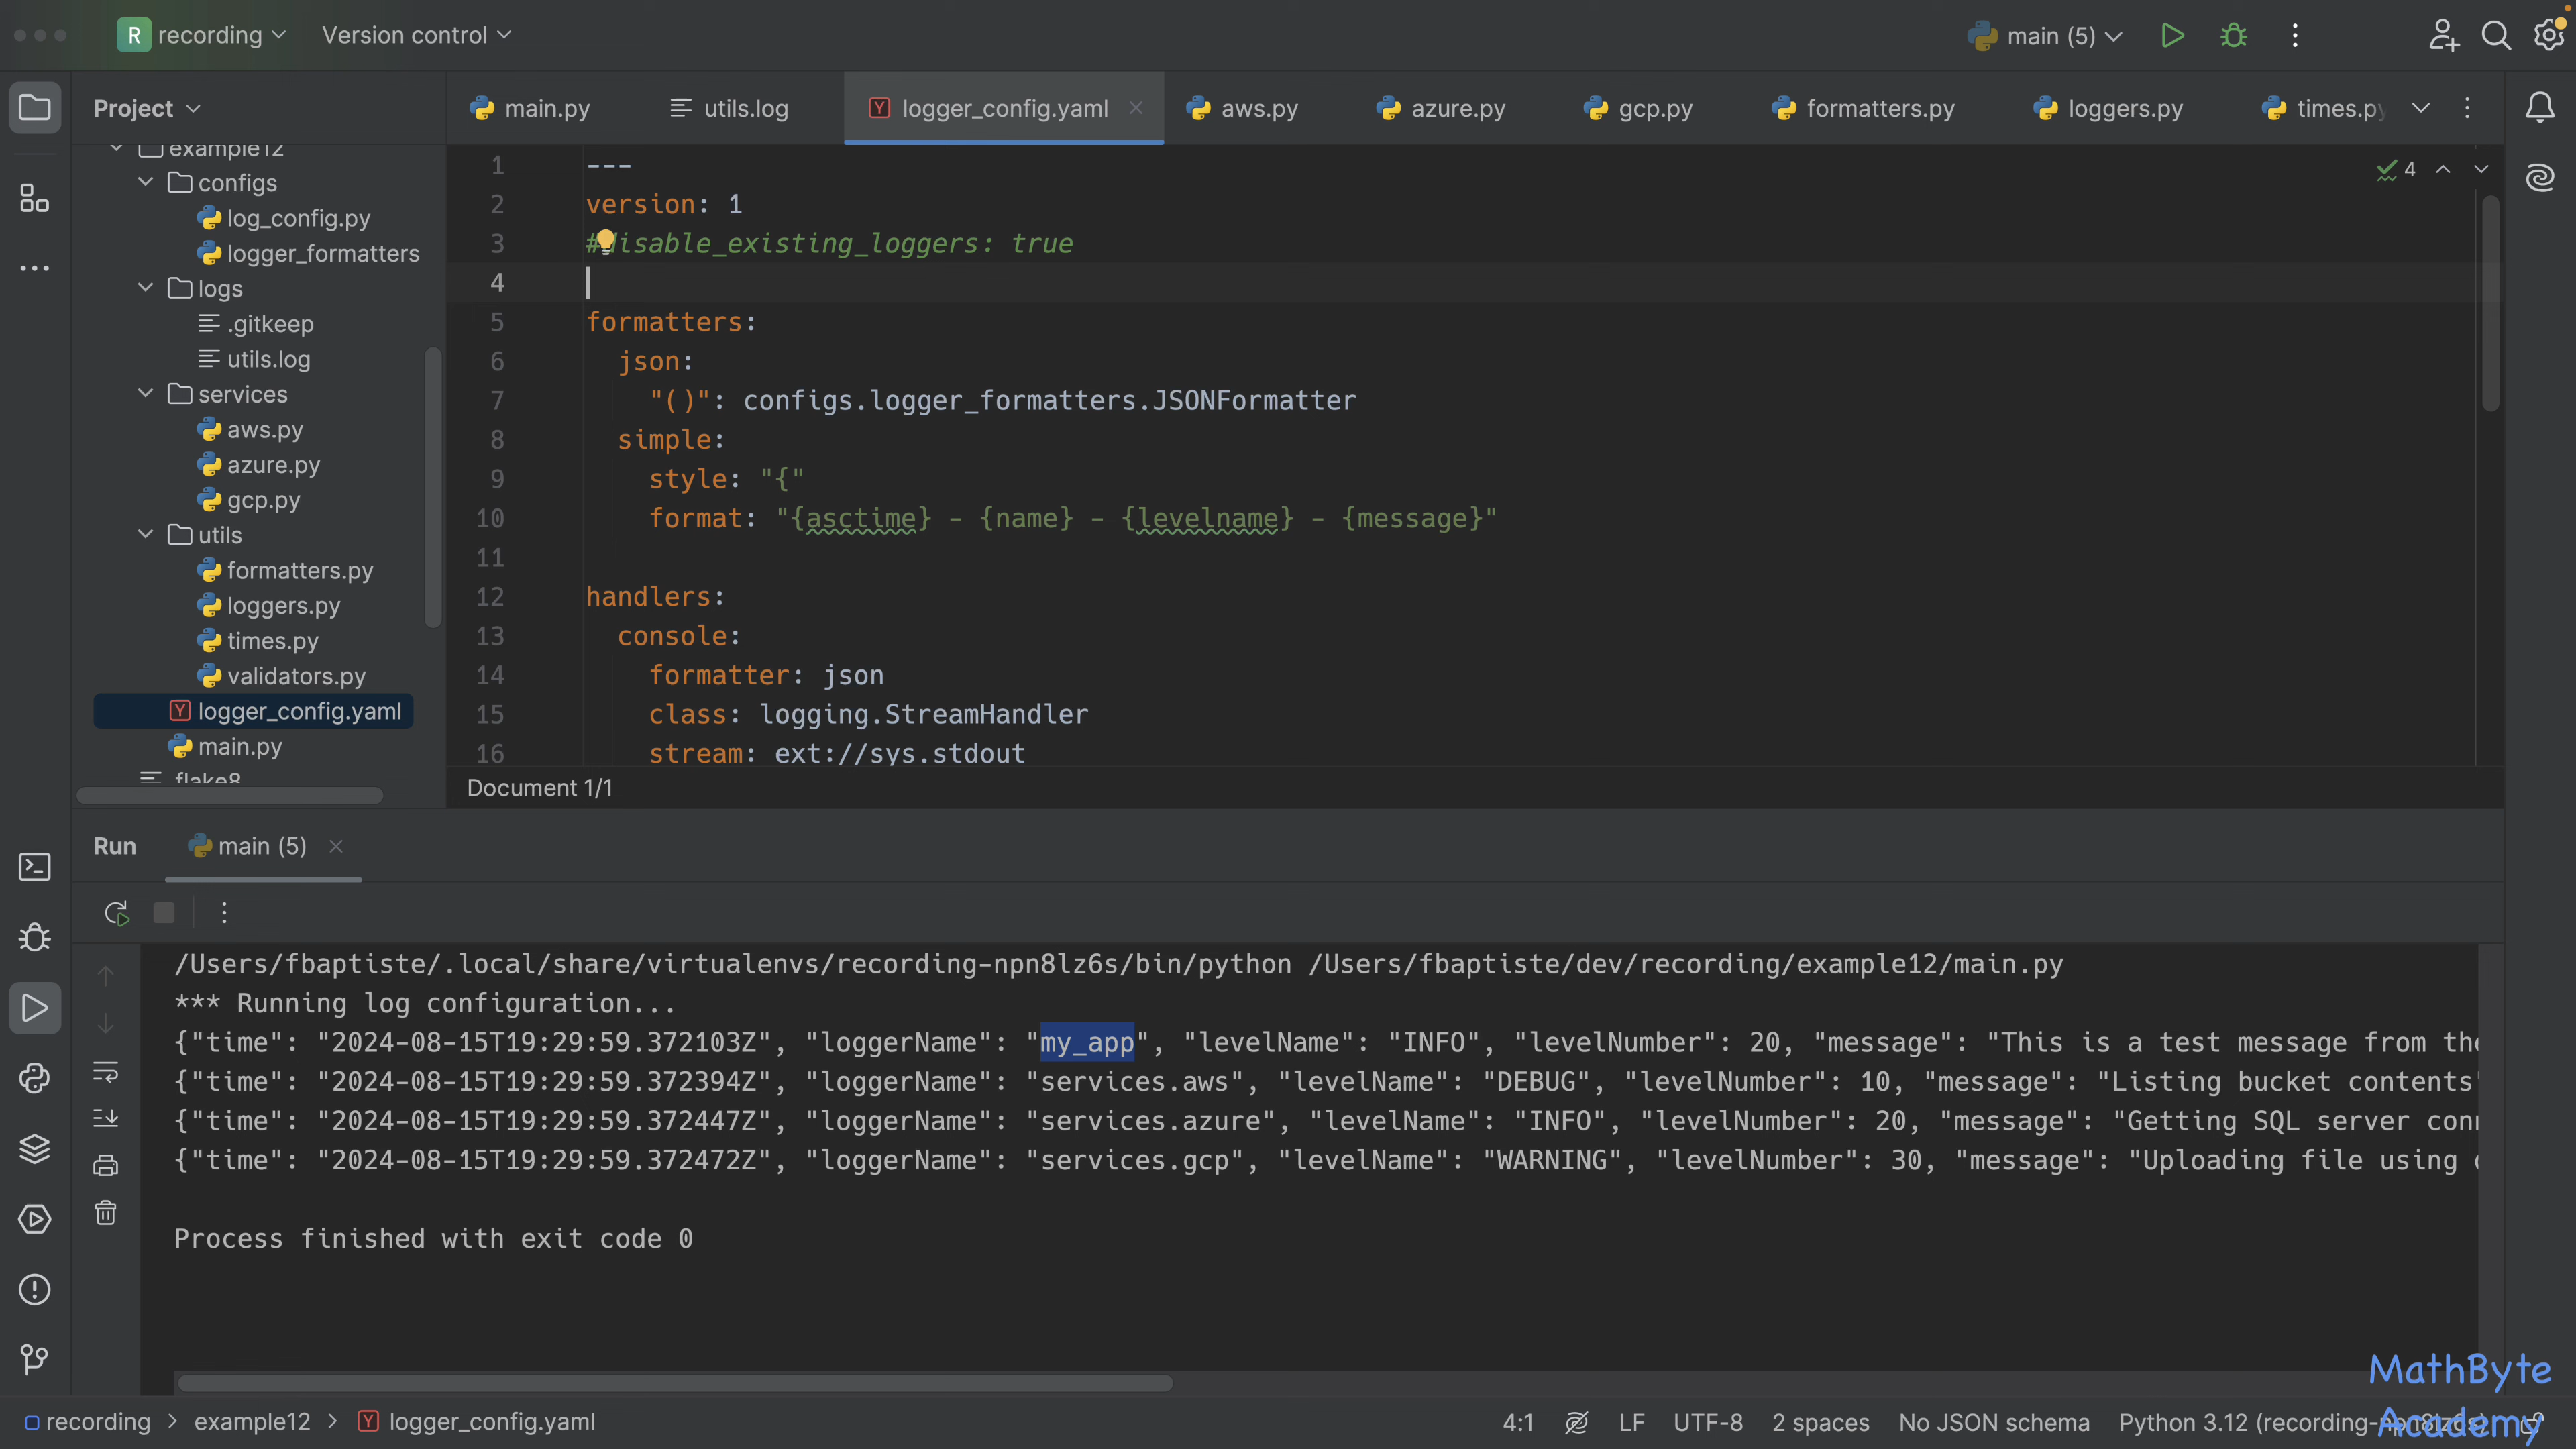 R recording
Version control
main (5)
Project
main.py
utils.log
logger_config.yaml
aws.py
azure.py
gcp.py
formatters.py
loggers.py
times.py
example12
configs
log_config.py
logger_formatters
logs
.gitkeep
utils.log
services
aws.py
azure.py
gcp.py
utils
formatters.py
loggers.py
times.py
validators.py
logger_config.yaml
main.py
flake8
4
1 ---
2 version: 1
3 #disable_existing_loggers: true
4
5 formatters:
6 json:
7 "()": configs.logger_formatters.JSONFormatter
8 simple:
9 style: "{"
10 format: "{asctime} - {name} - {levelname} - {message}"
11
12 handlers:
13 console:
14 formatter: json
15 class: logging.StreamHandler
16 stream: ext://sys.stdout
Document 1/1
Run
main (5)
/Users/fbaptiste/.local/share/virtualenvs/recording-npn8lz6s/bin/python /Users/fbaptiste/dev/recording/example12/main.py
*** Running log configuration...
{"time": "2024-08-15T19:29:59.372103Z", "loggerName": "my_app", "levelName": "INFO", "levelNumber": 20, "message": "This is a test message from the
{"time": "2024-08-15T19:29:59.372394Z", "loggerName": "services.aws", "levelName": "DEBUG", "levelNumber": 10, "message": "Listing bucket contents"
{"time": "2024-08-15T19:29:59.372447Z", "loggerName": "services.azure", "levelName": "INFO", "levelNumber": 20, "message": "Getting SQL server conn
{"time": "2024-08-15T19:29:59.372472Z", "loggerName": "services.gcp", "levelName": "WARNING", "levelNumber": 30, "message": "Uploading file using
Process finished with exit code 0
MathByte
Academy
recording > example12 > logger_config.yaml
4:1
LF
UTF-8
2 spaces
No JSON schema
Python 3.12 (recording-npn8lz6s)